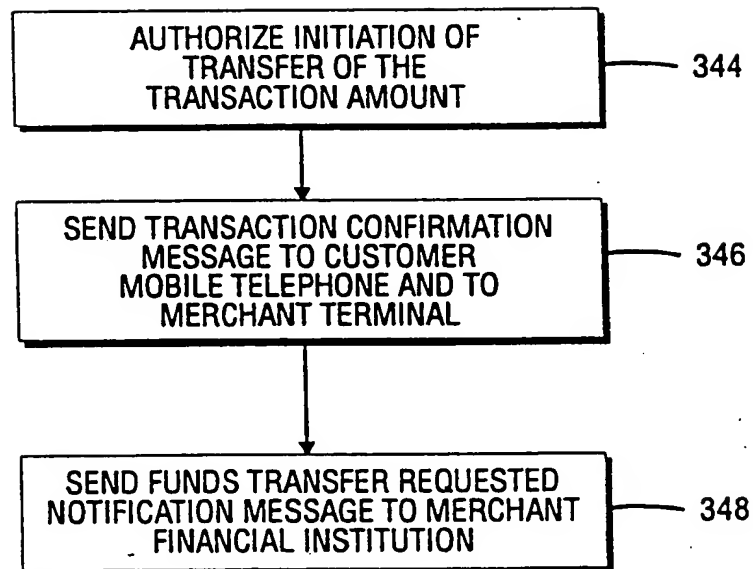 AUTHORIZE INITIATION OF
TRANSFER OF THE
TRANSACTION AMOUNT
344
SEND TRANSACTION CONFIRMATION
MESSAGE TO CUSTOMER
MOBILE TELEPHONE AND TO
MERCHANT TERMINAL
346
SEND FUNDS TRANSFER REQUESTED
NOTIFICATION MESSAGE TO MERCHANT
FINANCIAL INSTITUTION
348